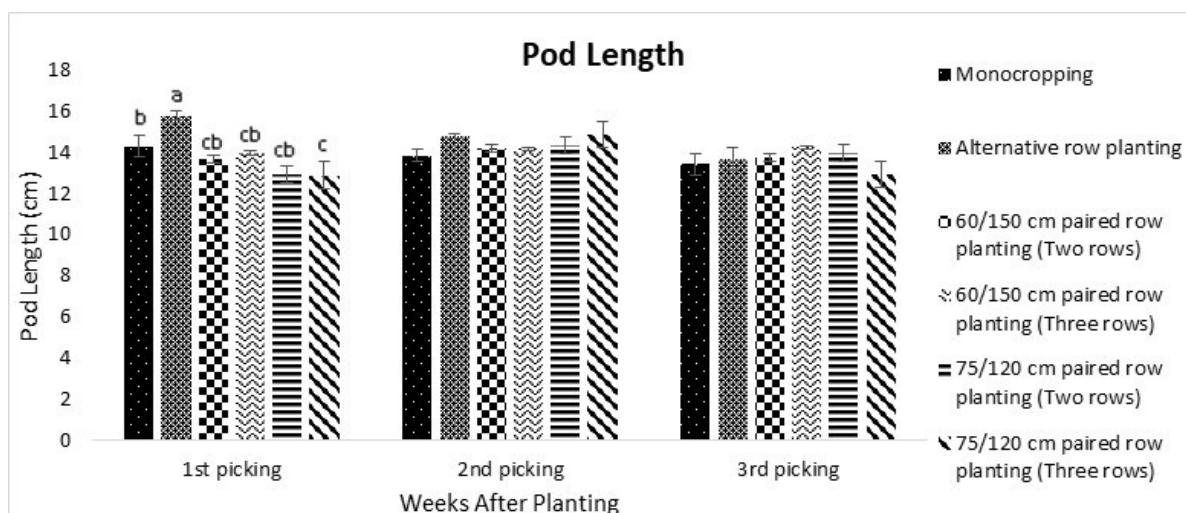 Pod Length
18
16
14
12
10
8
6
4
2
0
Pod Length (cm)
b
a
cb
cb
cb
c
1st picking
2nd picking
3rd picking
Weeks After Planting
Monocropping
Alternative row planting
60/150 cm paired row
planting (Two rows)
60/150 cm paired row
planting (Three rows)
75/120 cm paired row
planting (Two rows)
75/120 cm paired row
planting (Three rows)